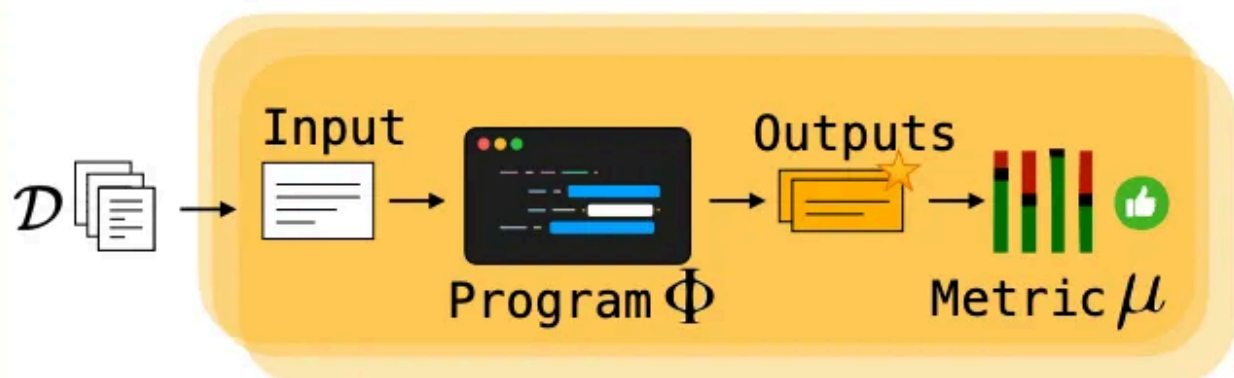 𝒟
Input
Program Φ
Outputs
Metric μ